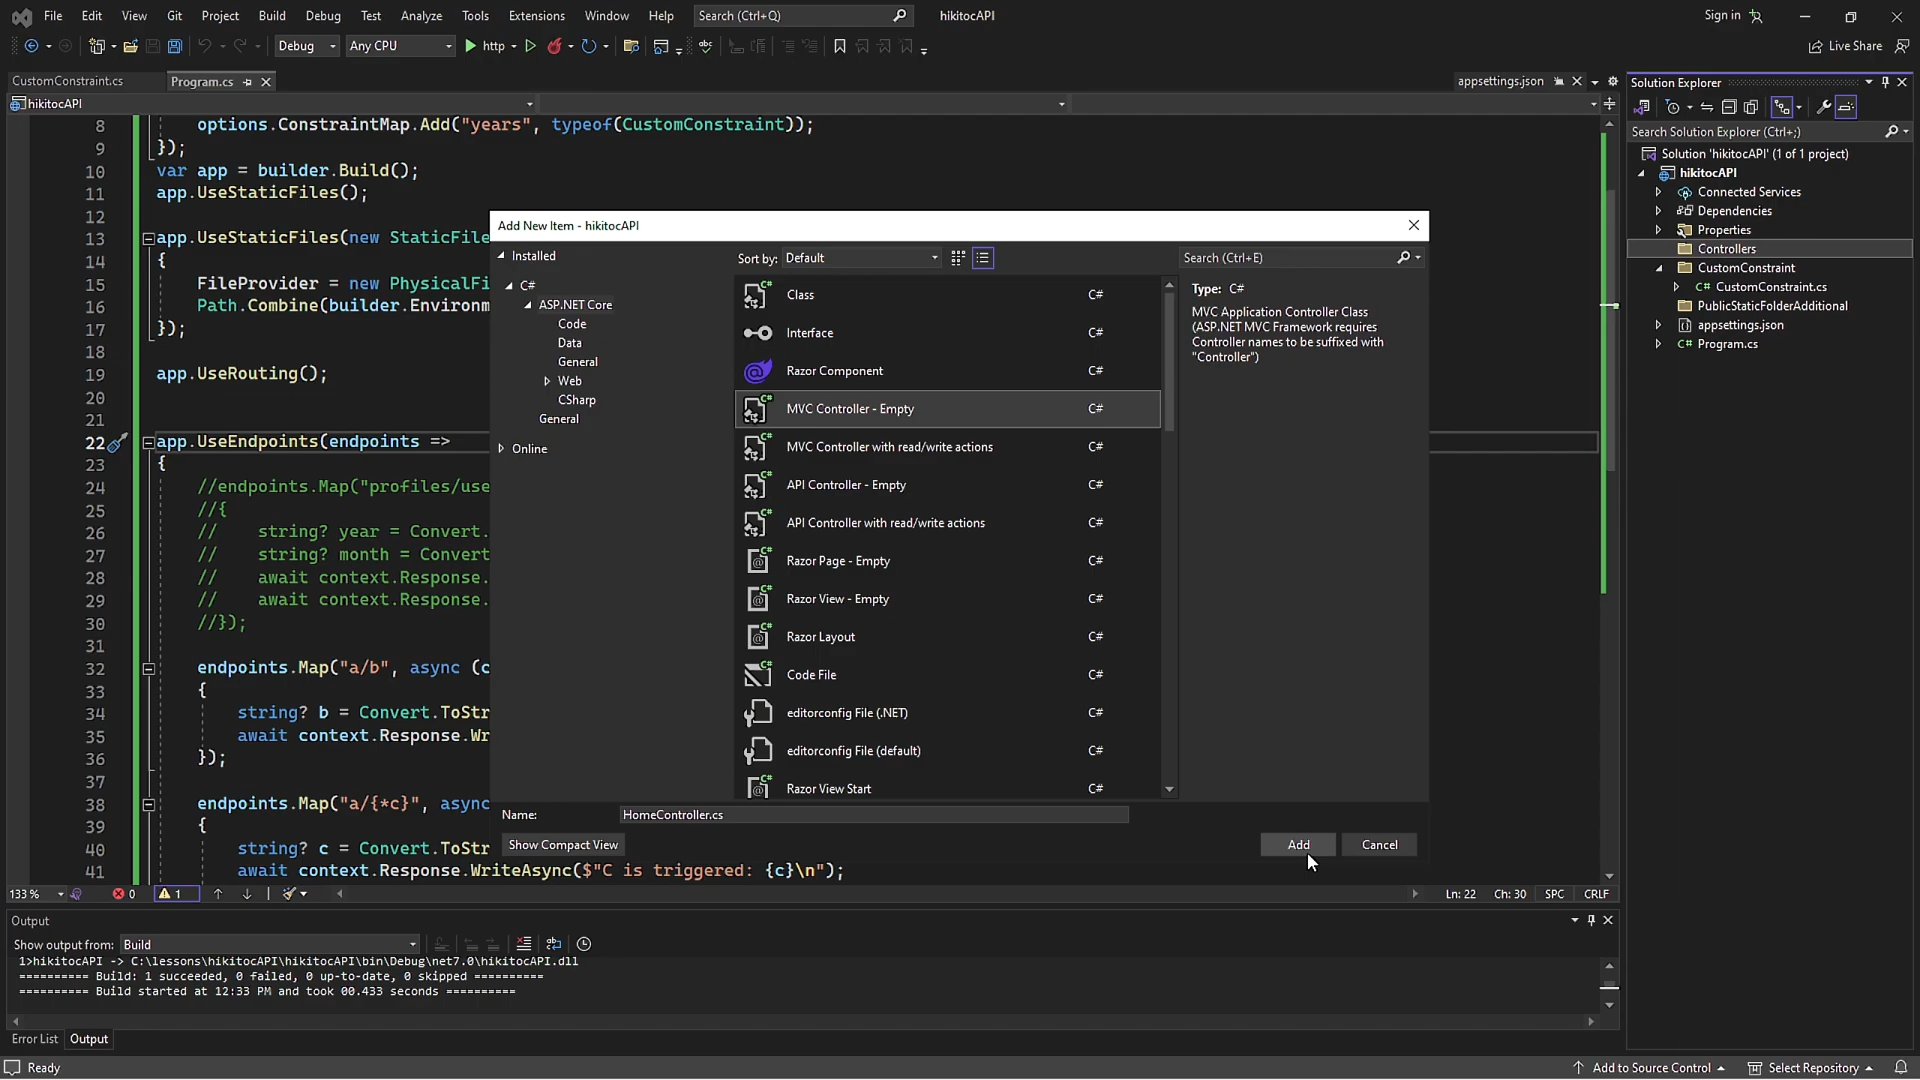 File Edit View Git Project Build Debug Test Analyze Tools Extensions Window Help Search (Ctrl+Q) hikitocAPI Sign in
Debug Any CPU http Live Share
CustomConstraint.cs Program.cs appsettings.json
hikitocAPI
8 options.ConstraintMap.Add("years", typeof(CustomConstraint));
9 });
10 var app = builder.Build();
11 app.UseStaticFiles();
12
13 app.UseStaticFiles(new StaticFile
14 {
15 FileProvider = new PhysicalFi
16 Path.Combine(builder.Environm
17 });
18
19 app.UseRouting();
20
21
22 app.UseEndpoints(endpoints =>
23 {
24 //endpoints.Map("profiles/use
25 //{
26 // string? year = Convert.
27 // string? month = Convert
28 // await context.Response.
29 // await context.Response.
30 //});
31
32 endpoints.Map("a/b", async (c
33 {
34 string? b = Convert.ToStr
35 await context.Response.Wr
36 });
37
38 endpoints.Map("a/{*c}", async
39 {
40 string? c = Convert.ToStr
41 await context.Response.WriteAsync($"C is triggered: {c}\n");
133 % 0 1 Ln: 22 Ch: 30 SPC CRLF
Add New Item - hikitocAPI
Installed
C#
ASP.NET Core
Code
Data
General
Web
CSharp
General
Online
Sort by: Default
Search (Ctrl+E)
Class C#
Interface C#
Razor Component C#
MVC Controller - Empty C#
MVC Controller with read/write actions C#
API Controller - Empty C#
API Controller with read/write actions C#
Razor Page - Empty C#
Razor View - Empty C#
Razor Layout C#
Code File C#
editorconfig File (.NET) C#
editorconfig File (default) C#
Razor View Start C#
Type: C#
MVC Application Controller Class
(ASP.NET MVC Framework requires
Controller names to be suffixed with
"Controller")
Name: HomeController.cs
Show Compact View Add Cancel
Solution Explorer
Search Solution Explorer (Ctrl+;)
Solution 'hikitocAPI' (1 of 1 project)
hikitocAPI
Connected Services
Dependencies
Properties
Controllers
CustomConstraint
C# CustomConstraint.cs
PublicStaticFolderAdditional
appsettings.json
C# Program.cs
Output
Show output from: Build
1>hikitocAPI -> C:\lessons\hikitocAPI\hikitocAPI\bin\Debug\net7.0\hikitocAPI.dll
========== Build: 1 succeeded, 0 failed, 0 up-to-date, 0 skipped ==========
========== Build started at 12:33 PM and took 00.433 seconds ==========
Error List Output
Ready Add to Source Control Select Repository